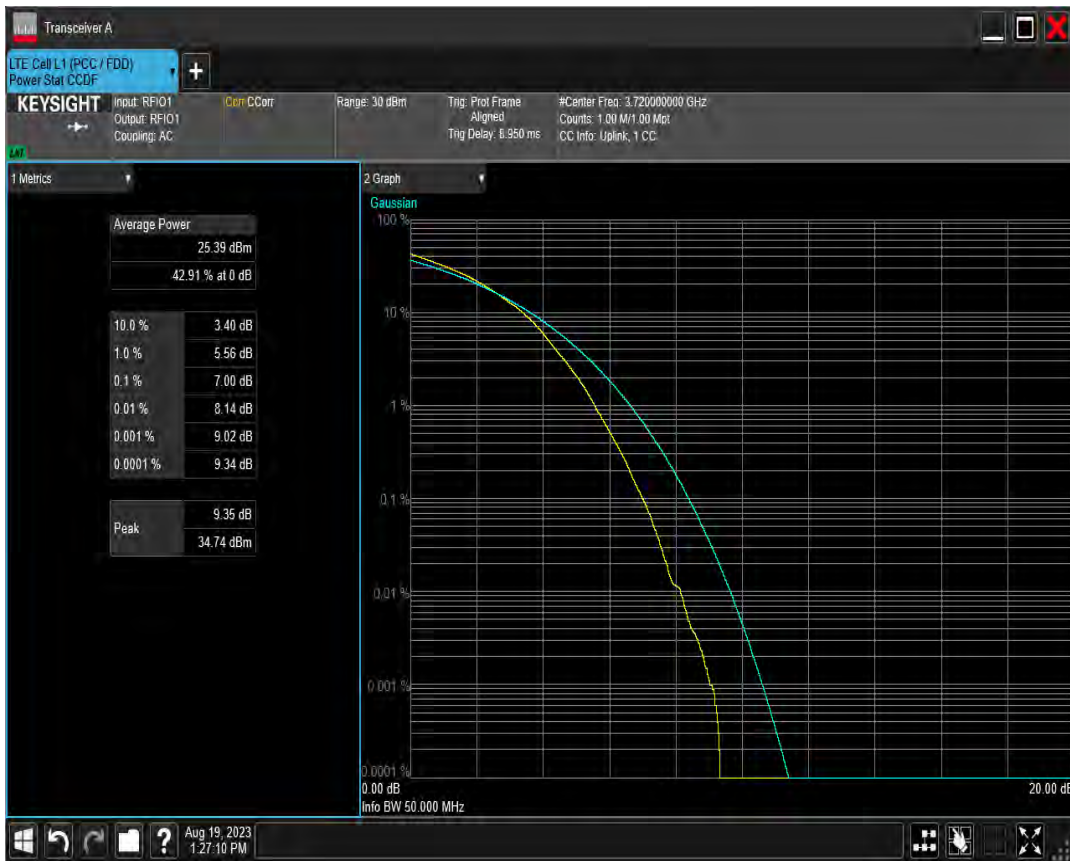 Transceiver A
LTE Cell L1 (PCC / FDD)
Power Stat CCDF
+
KEYSIGHT
Input: RFIO1
Output: RFIO1
Coupling: AC
Corr CCorr
Range: 30 dBm
Trig: Prot Frame
Aligned
Trig Delay: 8.950 ms
#Center Freq: 3.720000000 GHz
Counts: 1.00 M/1.00 Mpt
CC Info: Uplink, 1 CC
LXI
1 Metrics
Average Power
25.39 dBm
42.91 % at 0 dB
10.0 % 3.40 dB
1.0 % 5.56 dB
0.1 % 7.00 dB
0.01 % 8.14 dB
0.001 % 9.02 dB
0.0001 % 9.34 dB
Peak
9.35 dB
34.74 dBm
2 Graph
Gaussian
100 %
10 %
1 %
0.1 %
0.01 %
0.001 %
0.0001 %
0.00 dB
20.00 dB
Info BW 50.000 MHz
?
Aug 19, 2023
1:27:10 PM